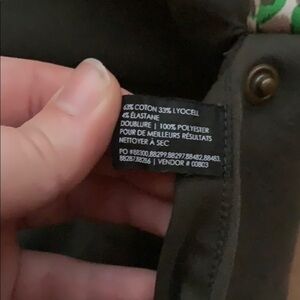 63% COTON 33% LYOCELL
4% ÉLASTANE
DOUBLURE | 100% POLYESTER
POUR DE MEILLEURS RÉSULTATS
NETTOYER À SEC
PO #88300,88299,88297,88482,88483,
88287,88266 | VENDOR # 00803